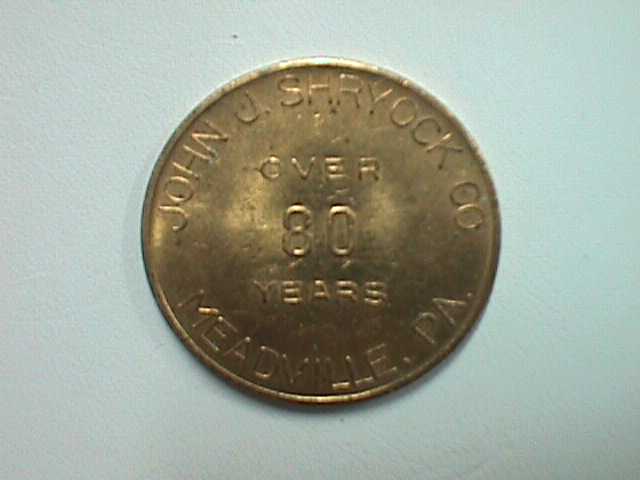 JOHN J. SHRYOCK CO.
OVER
80
YEARS
MEADVILLE, PA.